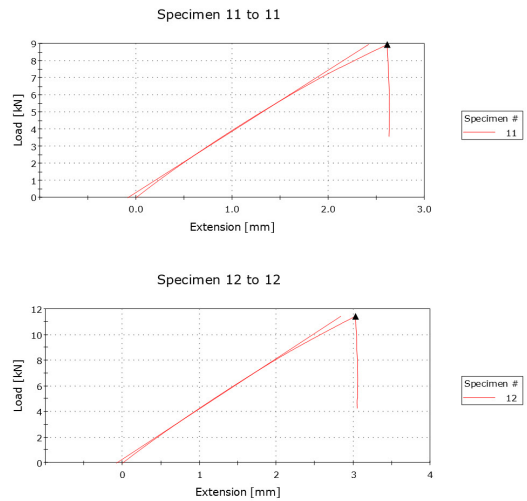 Specimen 11 to 11
9
8
7
6
5
4
3
2
1
0
Load [kN]
0.0 1.0 2.0 3.0
Extension [mm]
Specimen #
11
Specimen 12 to 12
12
10
8
6
4
2
0
Load [kN]
0 1 2 3 4
Extension [mm]
Specimen #
12